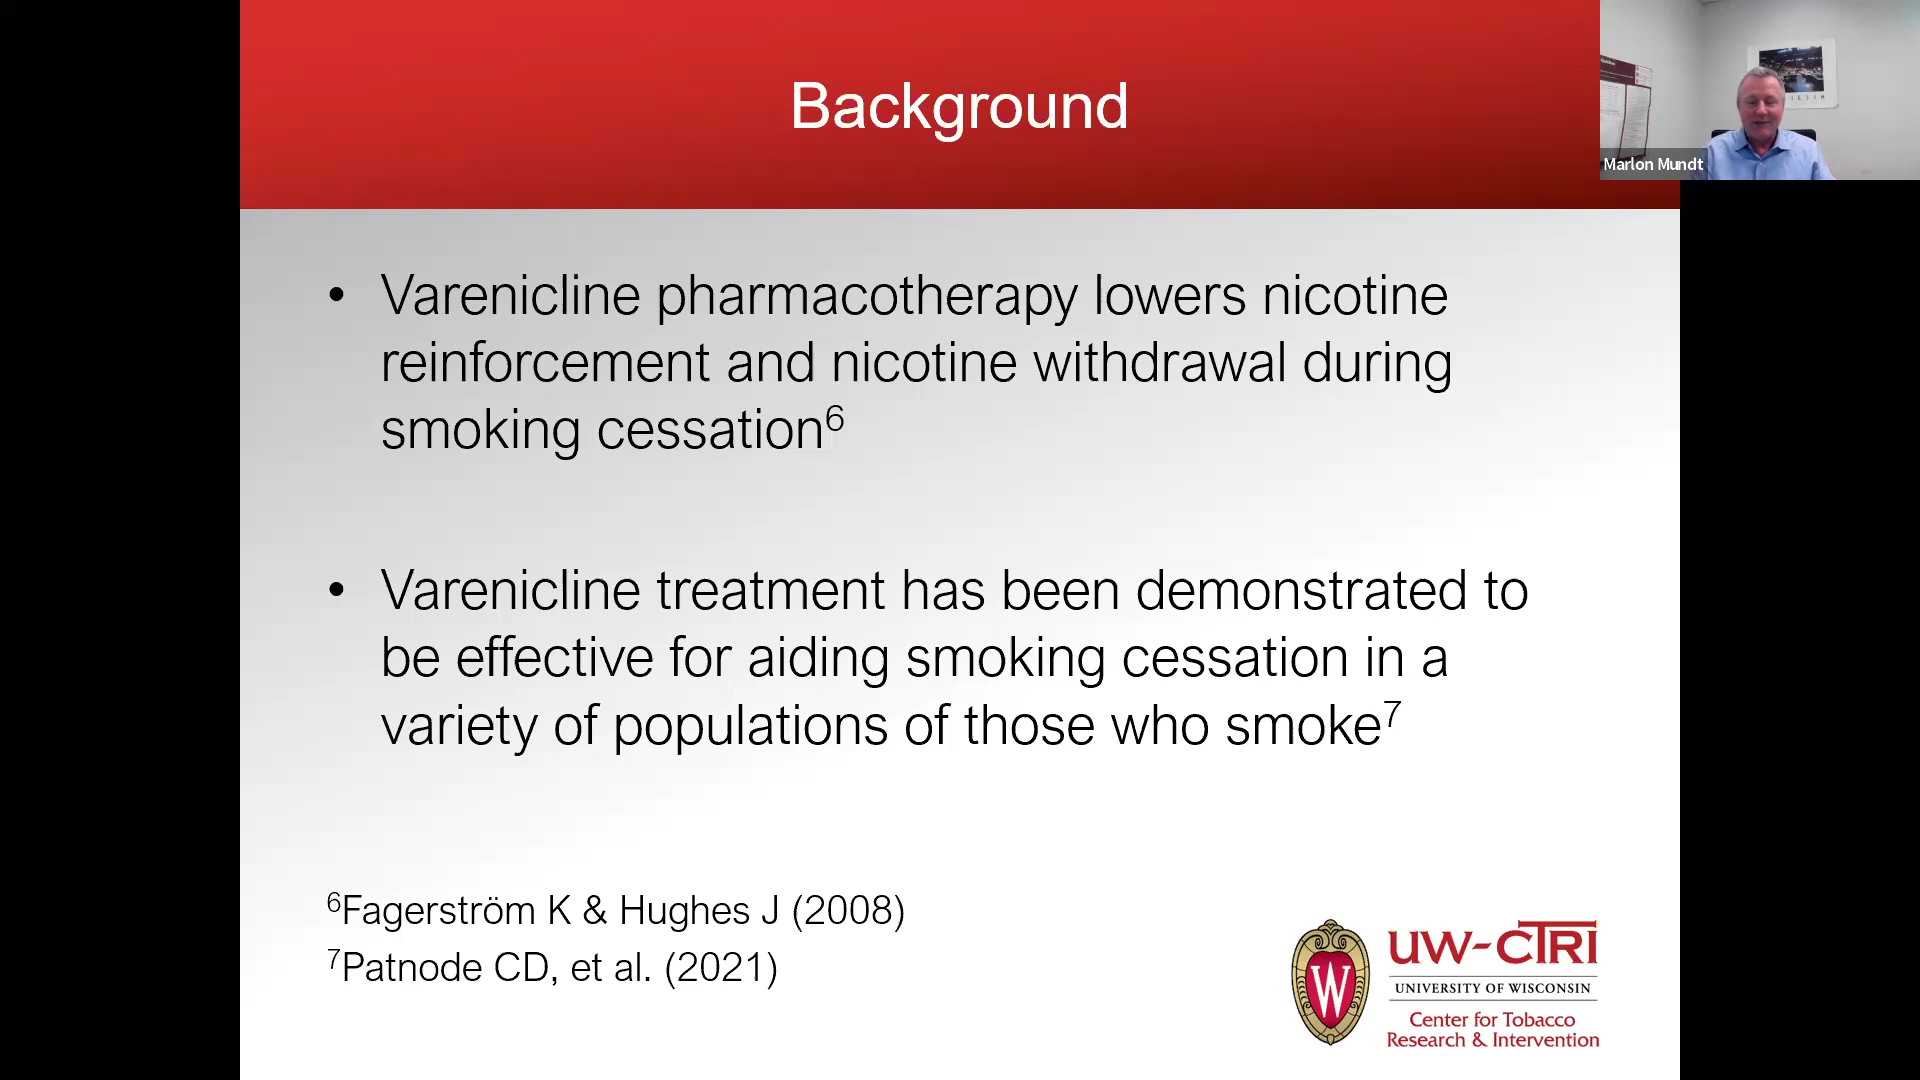 Background
Marlon Mundt
• Varenicline pharmacotherapy lowers nicotine
reinforcement and nicotine withdrawal during
smoking cessation⁶
• Varenicline treatment has been demonstrated to
be effective for aiding smoking cessation in a
variety of populations of those who smoke⁷
⁶Fagerström K & Hughes J (2008)
⁷Patnode CD, et al. (2021)
W
UW-CTRI
UNIVERSITY OF WISCONSIN
Center for Tobacco
Research & Intervention